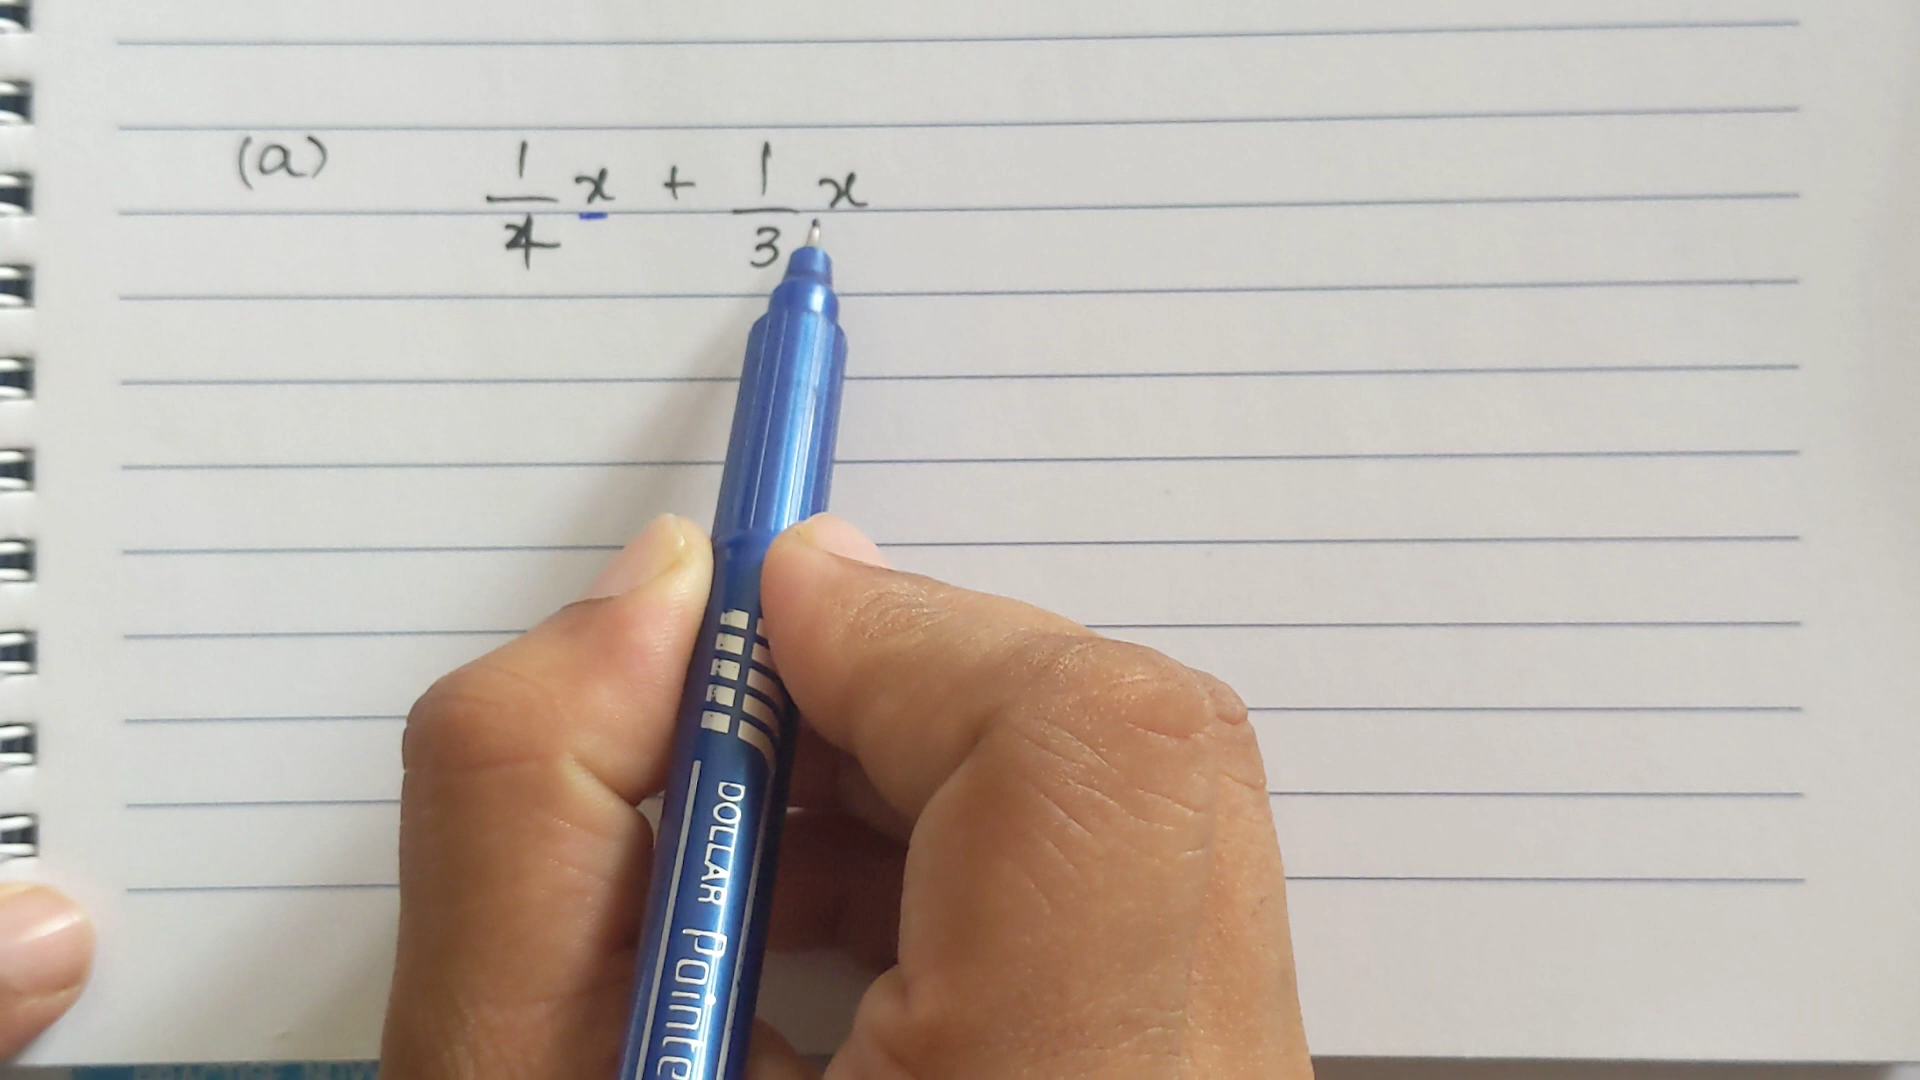 (a) 1/4 x + 1/3 x
DOLLAR Pointe